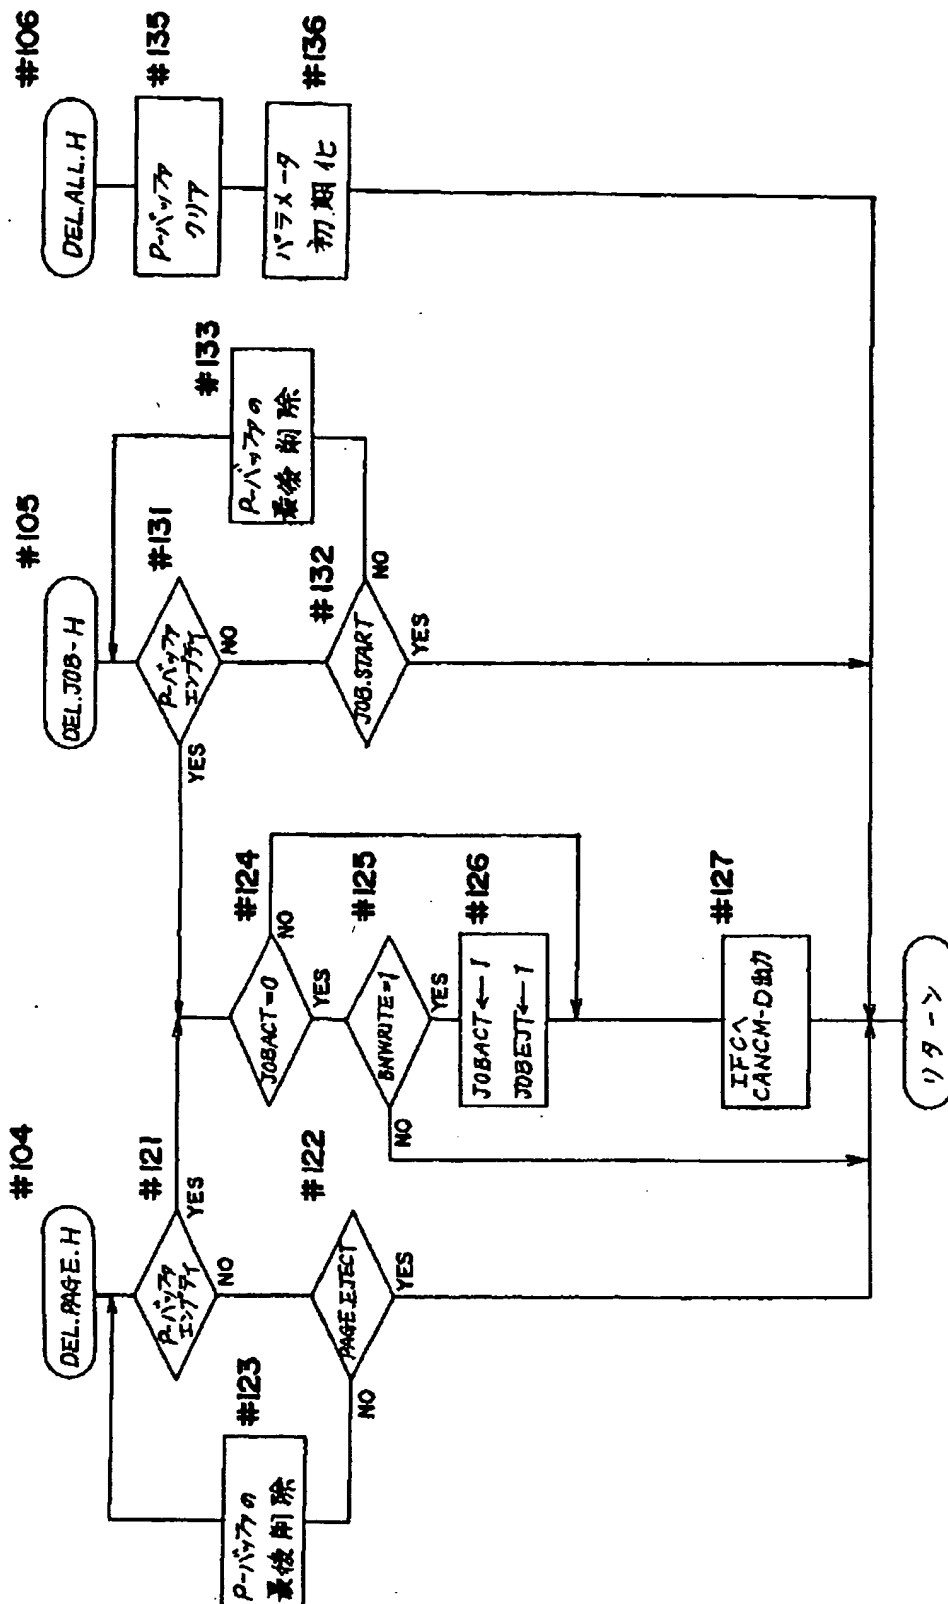 #104
DEL.PAGE.H
#121
P-バッファ
エンプティ
YES
NO
#122
PAGE.EJECT
YES
NO
#123
P-バッファの
最後削除
#124
JOBACT=0
NO
YES
#125
BNWRITE=1
YES
NO
#126
JOBACT←1
JOBEJT←1
#127
IFCへ
CANCM-D出力
リターン
#105
DEL.JOB-H
#131
P-バッファ
エンプティ
YES
NO
#132
JOB.START
NO
YES
#133
P-バッファの
最後削除
#106
DEL.ALL.H
#135
P-バッファ
クリア
#136
パラメータ
初期化